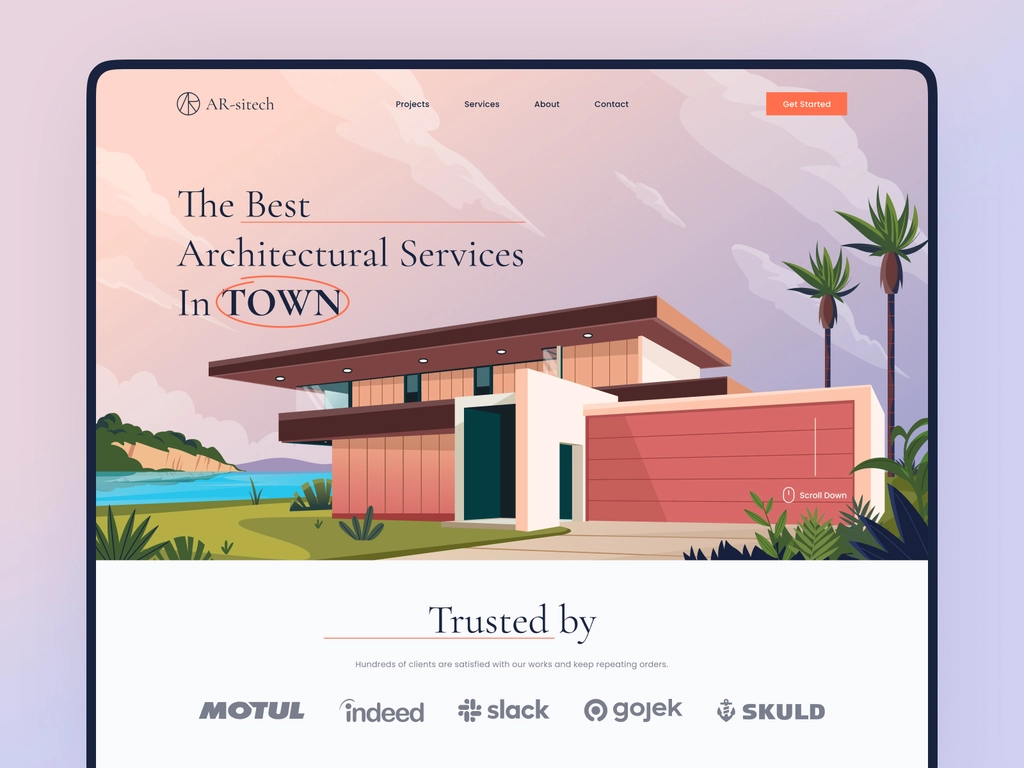 AR-sitech
Projects
Services
About
Contact
Get Started
The Best
Architectural Services
In TOWN
Scroll Down
Trusted by
Hundreds of clients are satisfied with our works and keep repeating orders.
MOTUL
indeed
slack
gojek
SKULD